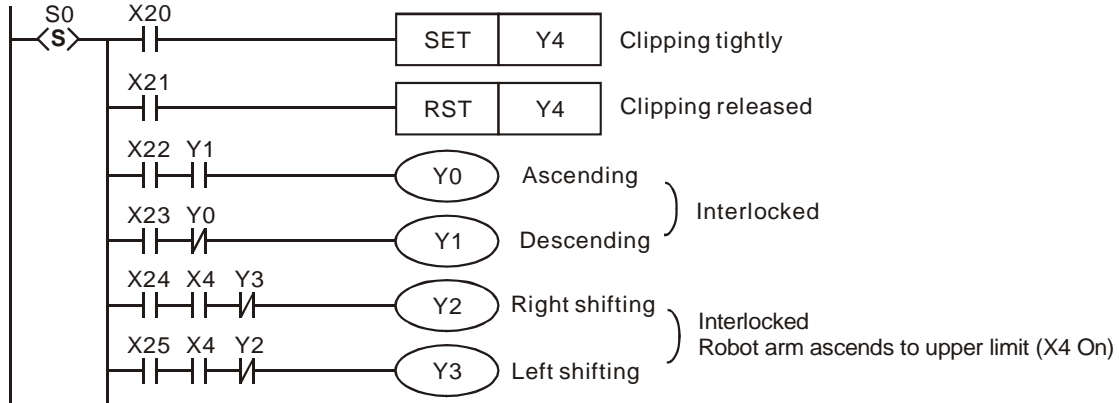 S0 X20
S SET Y4 Clipping tightly
X21
RST Y4 Clipping released
X22 Y1
Y0 Ascending
Interlocked
X23 Y0
Y1 Descending
X24 X4 Y3
Y2 Right shifting
Interlocked
Robot arm ascends to upper limit (X4 On)
X25 X4 Y2
Y3 Left shifting